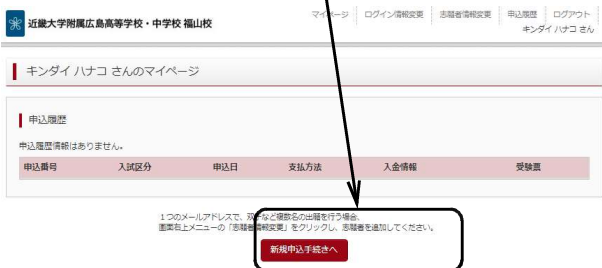 近畿大学附属広島高等学校・中学校 福山校
マイページ ログイン情報変更 志願者情報変更 申込履歴 ログアウト
キンダイ ハナコ さん
キンダイ ハナコ さんのマイページ
申込履歴
申込履歴情報はありません。
申込番号 入試区分 申込日 支払方法 入金情報 受験票
1つのメールアドレスで、双子など複数名の出願を行う場合、
画面右上メニューの「志願者情報変更」をクリックし、志願者を追加してください。
新規申込手続きへ